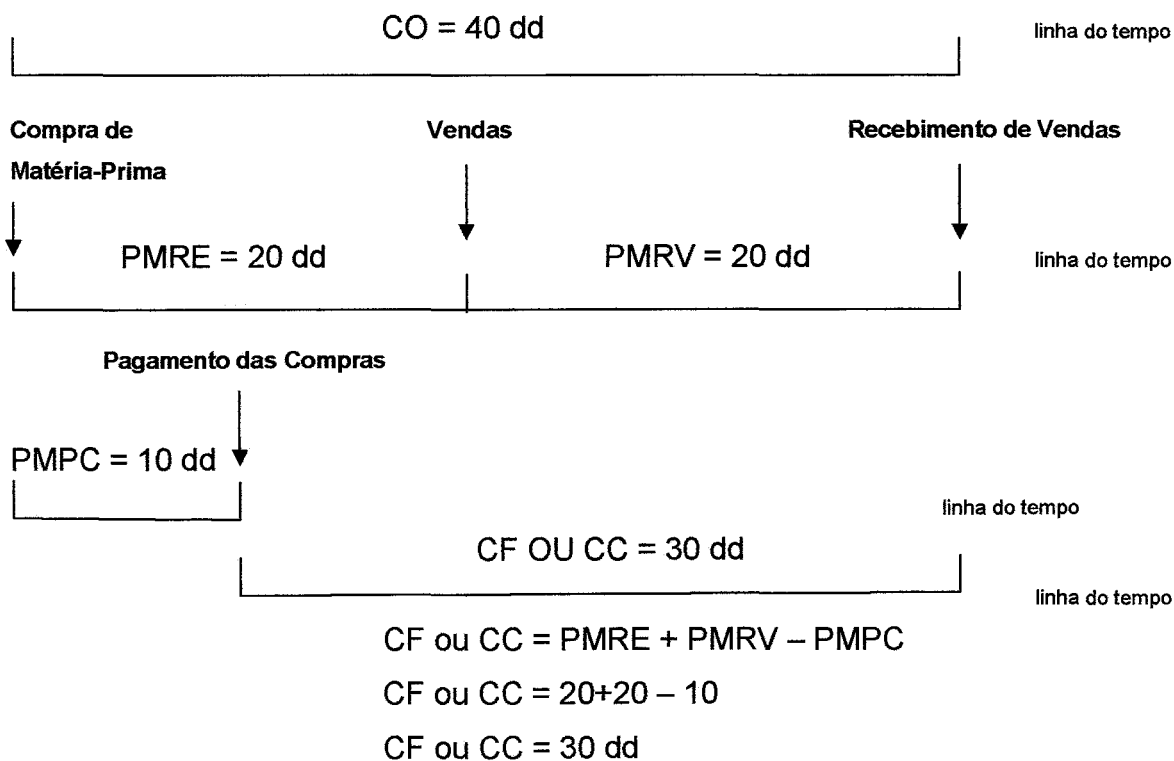 CO = 40 dd
linha do tempo
Compra de
Matéria-Prima
Vendas
Recebimento de Vendas
PMRE = 20 dd
PMRV = 20 dd
linha do tempo
Pagamento das Compras
PMPC = 10 dd
linha do tempo
CF OU CC = 30 dd
linha do tempo
CF ou CC = PMRE + PMRV – PMPC
CF ou CC = 20+20 – 10
CF ou CC = 30 dd